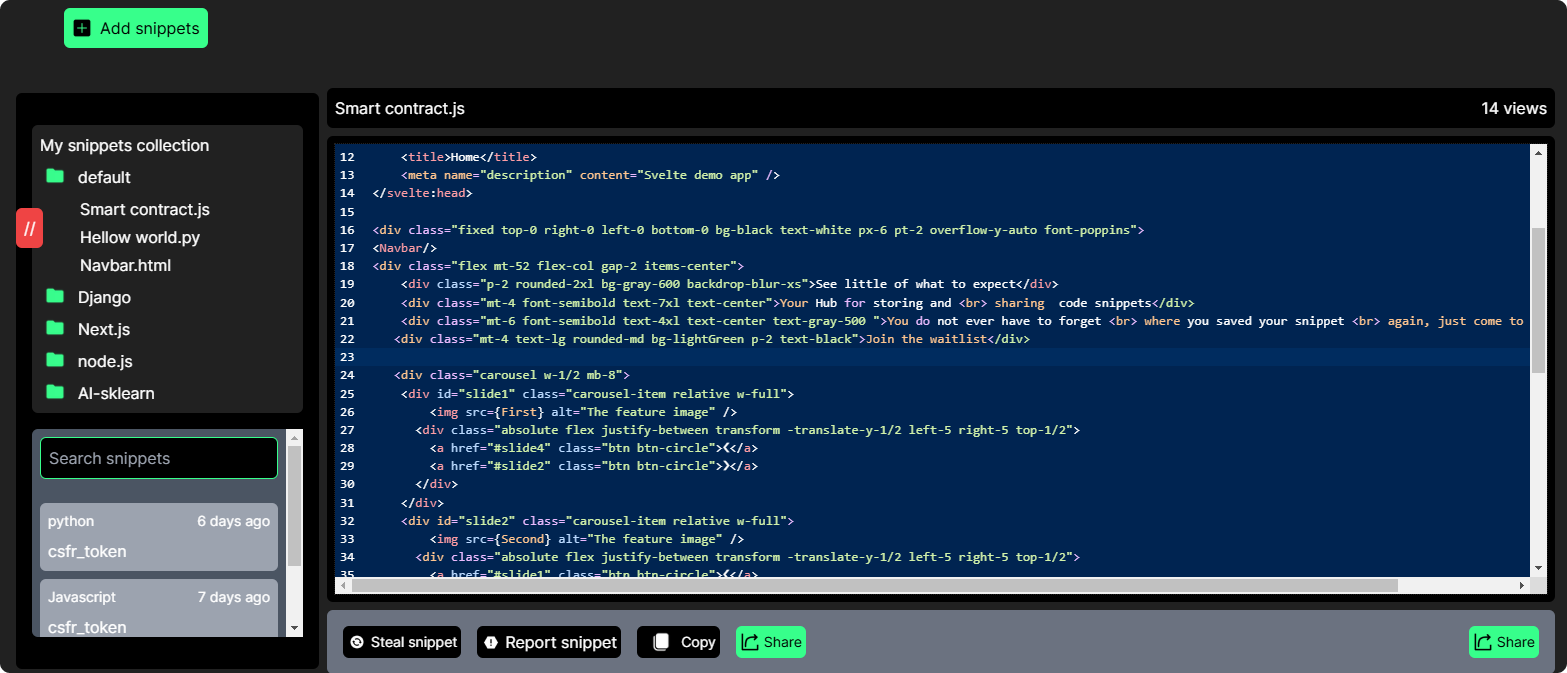 Add snippets
My snippets collection
default
Smart contract.js
Hellow world.py
Navbar.html
Django
Next.js
node.js
AI-sklearn
//
Search snippets
python 6 days ago
csfr_token
Javascript 7 days ago
csfr_token
Smart contract.js 14 views
12 <title>Home</title>
13 <meta name="description" content="Svelte demo app" />
14 </svelte:head>
15
16 <div class="fixed top-0 right-0 left-0 bottom-0 bg-black text-white px-6 pt-2 overflow-y-auto font-poppins">
17 <Navbar/>
18 <div class="flex mt-52 flex-col gap-2 items-center">
19 <div class="p-2 rounded-2xl bg-gray-600 backdrop-blur-xs">See little of what to expect</div>
20 <div class="mt-4 font-semibold text-7xl text-center">Your Hub for storing and <br> sharing  code snippets</div>
21 <div class="mt-6 font-semibold text-4xl text-center text-gray-500 ">You do not ever have to forget <br> where you saved your snippet <br> again, just come to
22 <div class="mt-4 text-lg rounded-md bg-lightGreen p-2 text-black">Join the waitlist</div>
23
24 <div class="carousel w-1/2 mb-8">
25 <div id="slide1" class="carousel-item relative w-full">
26 <img src={First} alt="The feature image" />
27 <div class="absolute flex justify-between transform -translate-y-1/2 left-5 right-5 top-1/2">
28 <a href="#slide4" class="btn btn-circle">❮</a>
29 <a href="#slide2" class="btn btn-circle">❯</a>
30 </div>
31 </div>
32 <div id="slide2" class="carousel-item relative w-full">
33 <img src={Second} alt="The feature image" />
34 <div class="absolute flex justify-between transform -translate-y-1/2 left-5 right-5 top-1/2">
35 <a href="#slide1" class="btn btn-circle">❮</a>
Steal snippet Report snippet Copy Share Share